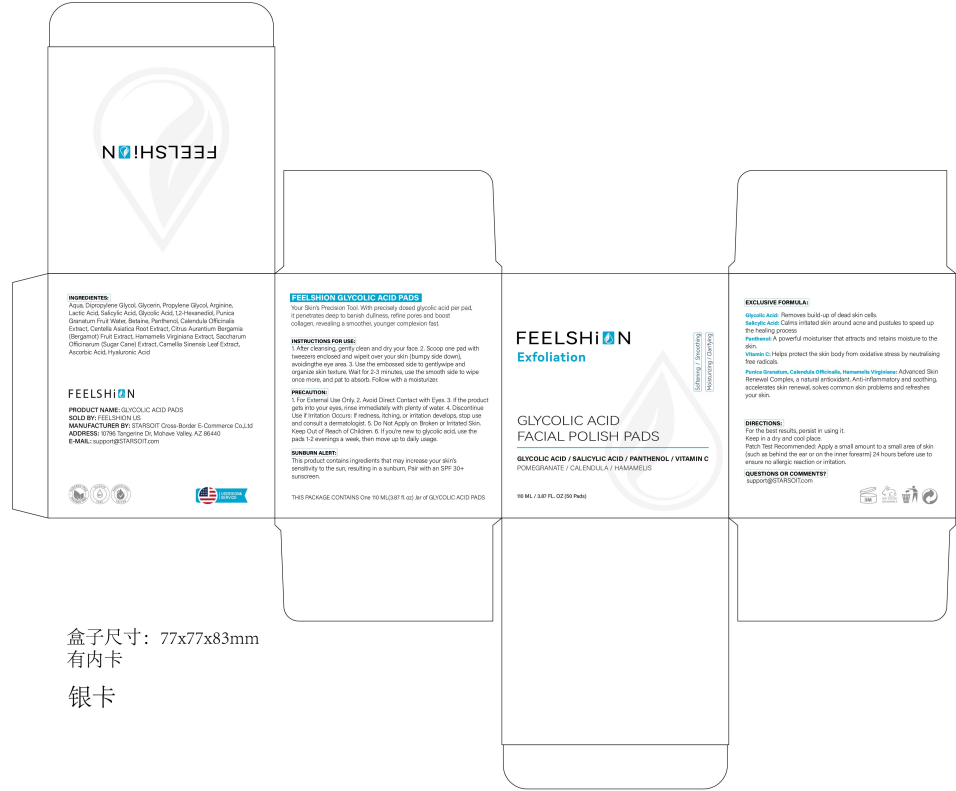 FEELSHiON
INGREDIENTES:
Aqua, Dipropylene Glycol, Glycerin, Propylene Glycol, Arginine,
Lactic Acid, Salicylic Acid, Glycolic Acid, 1,2-Hexanediol, Punica
Granatum Fruit Water, Betaine, Panthenol, Calendule Officinalis
Extract, Centella Asiatica Root Extract, Citrus Aurantium Bergamia
(Bergamot) Fruit Extract, Hamamelis Virginiana Extract, Saccharum
Officinarum (Sugar Cane) Extract, Camellia Sinensis Leaf Extract,
Ascorbic Acid, Hyaluronic Acid
FEELSHiON
PRODUCT NAME: GLYCOLIC ACID PADS
SOLD BY: FEELSHION US
MANUFACTURER BY: STARSOIT Cross-Border E-Commerce Co.,Ltd
ADDRESS: 10796 Tangerine Dr, Mohave Valley, AZ 86440
E-MAIL: support@STARSOIT.com
FEELSHION GLYCOLIC ACID PADS
Your Skin's Precision Tool. With precisely dosed glycolic acid per pad,
it penetrates deep to banish dullness, refine pores and boost
collagen, revealing a smoother, younger complexion fast.
INSTRUCTIONS FOR USE:
1. After cleansing, gently clean and dry your face. 2. Scoop one pad with
tweezers enclosed and wipeit over your skin (bumpy side down),
avoidingthe eye area. 3. Use the embossed side to gentlywipe and
organize skin texture. Wait for 2-3 minutes, use the smooth side to wipe
once more, and pat to absorb. Follow with a moisturizer.
PRECAUTION:
1. For External Use Only. 2. Avoid Direct Contact with Eyes. 3. If the product
gets into your eyes, rinse immediately with plenty of water. 4. Discontinue
Use if Irritation Occurs: If redness, itching, or irritation develops, stop use
and consult a dermatologist. 5. Do Not Apply on Broken or Irritated Skin.
Keep Out of Reach of Children. 6. If you're new to glycolic acid, use the
pads 1-2 evenings a week, then move up to daily usage.
SUNBURN ALERT:
This product contains ingredients that may increase your skin's
sensitivity to the sun, resulting in a sunburn, Pair with an SPF 30+
sunscreen.
THIS PACKAGE CONTAINS One 110 ML(3.87 fl oz) Jar of GLYCOLIC ACID PADS
FEELSHiON
Exfoliation
Softening / Smoothing
Moisturizing / Clarifying
GLYCOLIC ACID
FACIAL POLISH PADS
GLYCOLIC ACID / SALICYLIC ACID / PANTHENOL / VITAMIN C
POMEGRANATE / CALENDULA / HAMAMELIS
110 ML / 3.87 FL. OZ (50 Pads)
EXCLUSIVE FORMULA:
Glycolic Acid: Removes build-up of dead skin cells
Salicylic Acid: Calms irritated skin around acne and pustules to speed up
the healing process
Panthenol: A powerful moisturiser that attracts and retains moisture to the
skin.
Vitamin C: Helps protect the skin body from oxidative stress by neutralising
free radicals.
Punica Granatum, Calendula Officinalis, Hamamelis Virginiana: Advanced Skin
Renewal Complex, a natural antioxidant. Anti-inflammatory and soothing,
accelerates skin renewal, solves common skin problems and refreshes
your skin.
DIRECTIONS:
For the best results, persist in using it.
Keep in a dry and cool place.
Patch Test Recommended: Apply a small amount to a small area of skin
(such as behind the ear or on the inner forearm) 24 hours before use to
ensure no allergic reaction or irritation.
QUESTIONS OR COMMENTS?
support@STARSOIT.com
盒子尺寸：77x77x83mm
有内卡
银卡